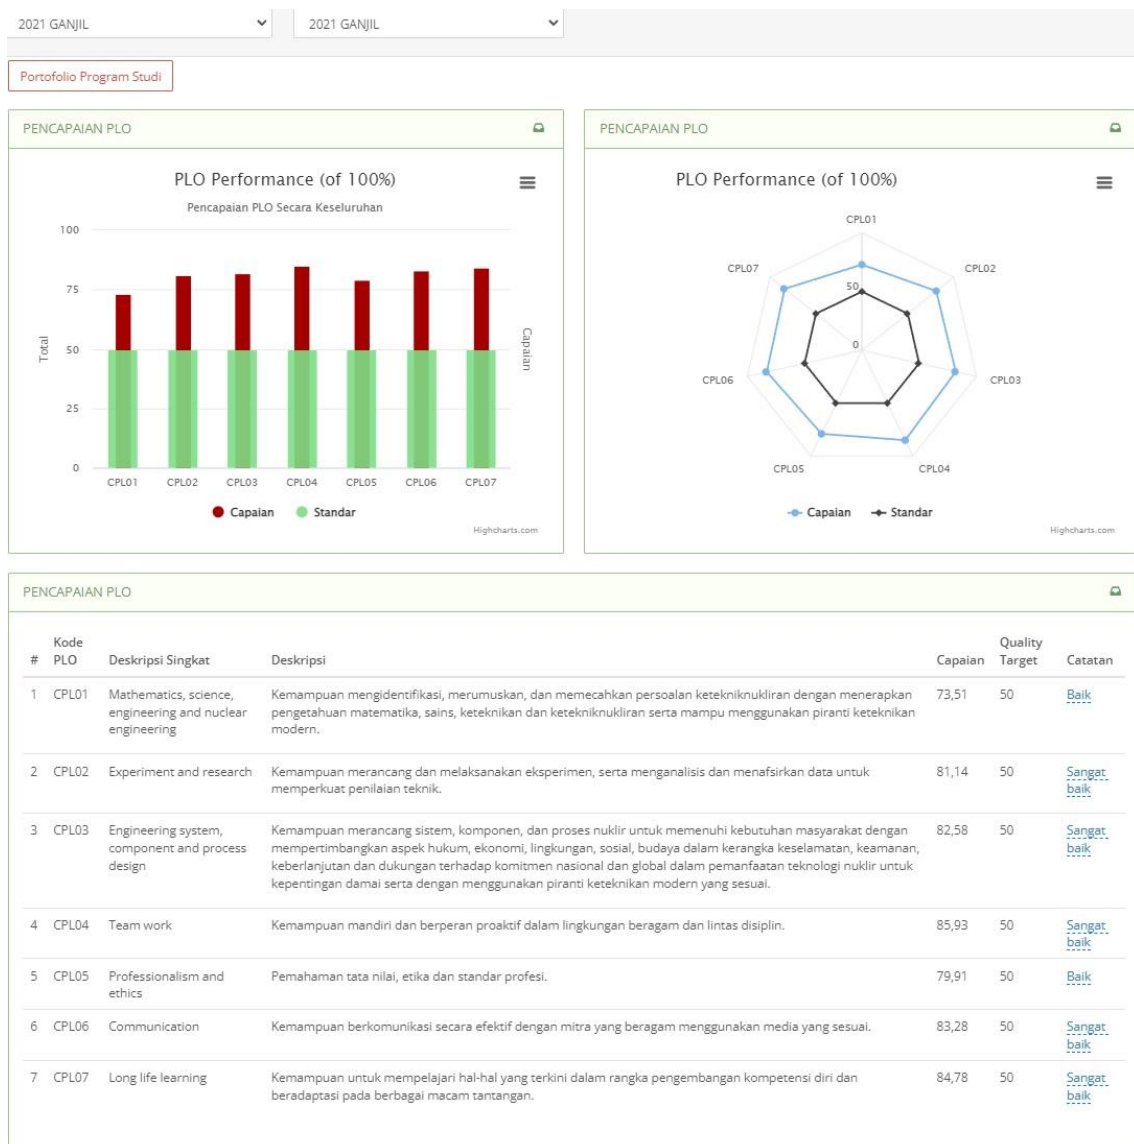 2021 GANJIL
2021 GANJIL
Portofolio Program Studi
PENCAPAIAN PLO
PLO Performance (of 100%)
Pencapaian PLO Secara Keseluruhan
100
75
50
25
0
Total
Capaian
CPL01 CPL02 CPL03 CPL04 CPL05 CPL06 CPL07
Capaian Standar
Highcharts.com
PENCAPAIAN PLO
PLO Performance (of 100%)
CPL01
CPL07
CPL02
50
0
CPL06
CPL03
CPL05
CPL04
Capaian Standar
Highcharts.com
PENCAPAIAN PLO
# Kode PLO Deskripsi Singkat Deskripsi Capaian Quality Target Catatan
1 CPL01 Mathematics, science,
engineering and nuclear
engineering
Kemampuan mengidentifikasi, merumuskan, dan memecahkan persoalan ketekniknukliran dengan menerapkan
pengetahuan matematika, sains, keteknikan dan ketekniknukliran serta mampu menggunakan piranti keteknikan
modern.
73,51 50 Baik
2 CPL02 Experiment and research
Kemampuan merancang dan melaksanakan eksperimen, serta menganalisis dan menafsirkan data untuk
memperkuat penilaian teknik.
81,14 50 Sangat
baik
3 CPL03 Engineering system,
component and process
design
Kemampuan merancang sistem, komponen, dan proses nuklir untuk memenuhi kebutuhan masyarakat dengan
mempertimbangkan aspek hukum, ekonomi, lingkungan, sosial, budaya dalam kerangka keselamatan, keamanan,
keberlanjutan dan dukungan terhadap komitmen nasional dan global dalam pemanfaatan teknologi nuklir untuk
kepentingan damai serta dengan menggunakan piranti keteknikan modern yang sesuai.
82,58 50 Sangat
baik
4 CPL04 Team work
Kemampuan mandiri dan berperan proaktif dalam lingkungan beragam dan lintas disiplin.
85,93 50 Sangat
baik
5 CPL05 Professionalism and
ethics
Pemahaman tata nilai, etika dan standar profesi.
79,91 50 Baik
6 CPL06 Communication
Kemampuan berkomunikasi secara efektif dengan mitra yang beragam menggunakan media yang sesuai.
83,28 50 Sangat
baik
7 CPL07 Long life learning
Kemampuan untuk mempelajari hal-hal yang terkini dalam rangka pengembangan kompetensi diri dan
beradaptasi pada berbagai macam tantangan.
84,78 50 Sangat
baik